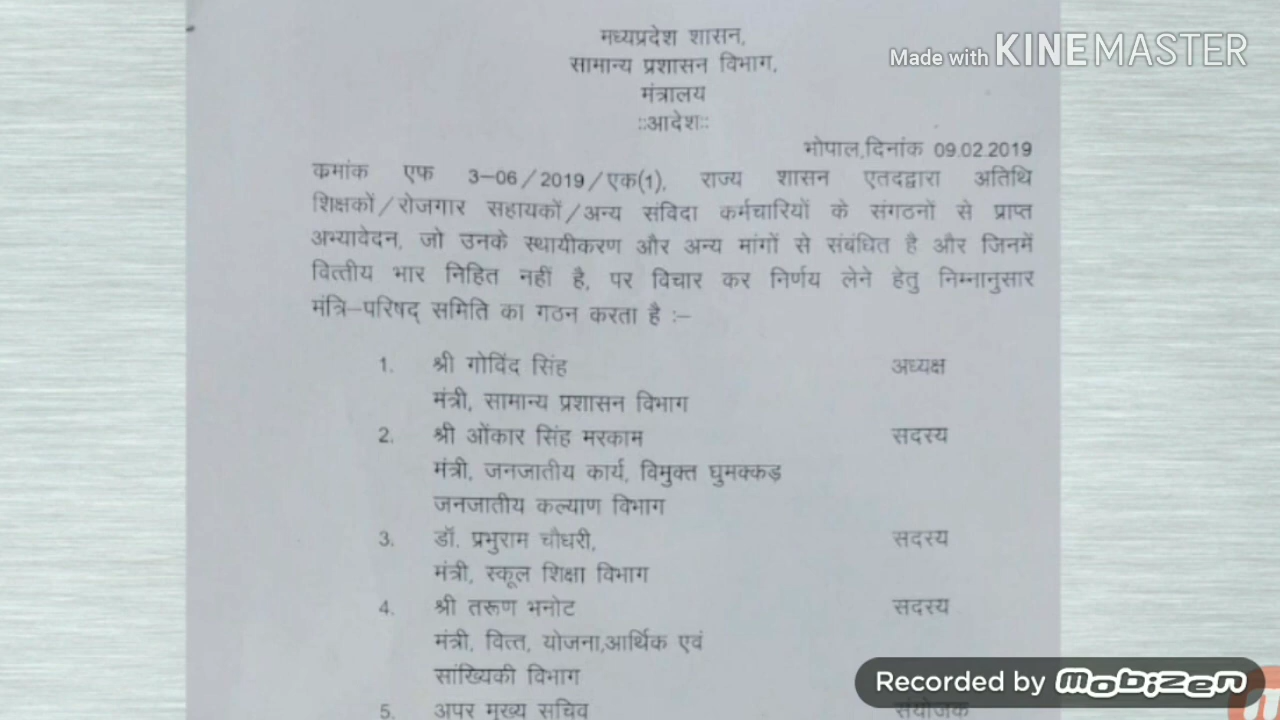 मध्यप्रदेश शासन,
सामान्य प्रशासन विभाग,
मंत्रालय
::आदेश::
भोपाल,दिनांक 09.02.2019
कमांक एफ 3–06/2019/एक(1), राज्य शासन एतदद्वारा अतिथि
शिक्षकों/रोजगार सहायकों/अन्य संविदा कर्मचारियों के संगठनों से प्राप्त
अभ्यावेदन, जो उनके स्थायीकरण और अन्य मांगों से संबंधित है और जिनमें
वित्तीय भार निहित नहीं है, पर विचार कर निर्णय लेने हेतु निम्नानुसार
मंत्रि–परिषद् समिति का गठन करता है :–
1. श्री गोविंद सिंह अध्यक्ष
मंत्री, सामान्य प्रशासन विभाग
2. श्री ओंकार सिंह मरकाम सदस्य
मंत्री, जनजातीय कार्य, विमुक्त घुमक्कड़
जनजातीय कल्याण विभाग
3. डॉ. प्रभुराम चौधरी, सदस्य
मंत्री, स्कूल शिक्षा विभाग
4. श्री तरूण भनोट सदस्य
मंत्री, वित्त, योजना,आर्थिक एवं
सांख्यिकी विभाग
5. अपर मुख्य सचिव संयोजक
Made with KINEMASTER
Recorded by mobizen